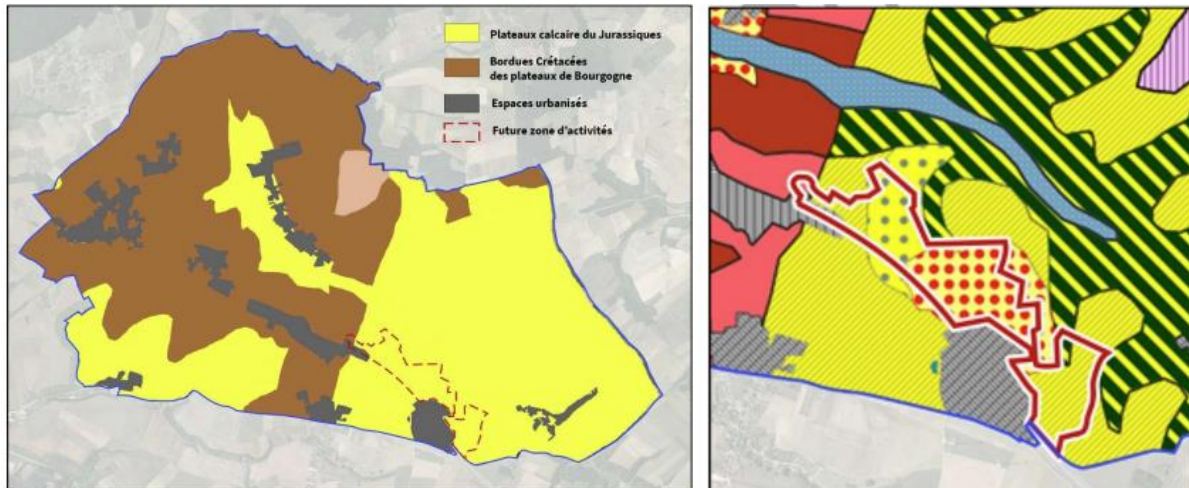 Plateaux calcaire du Jurassiques
Bordues Crétacées
des plateaux de Bourgogne
Espaces urbanisés
Future zone d'activités